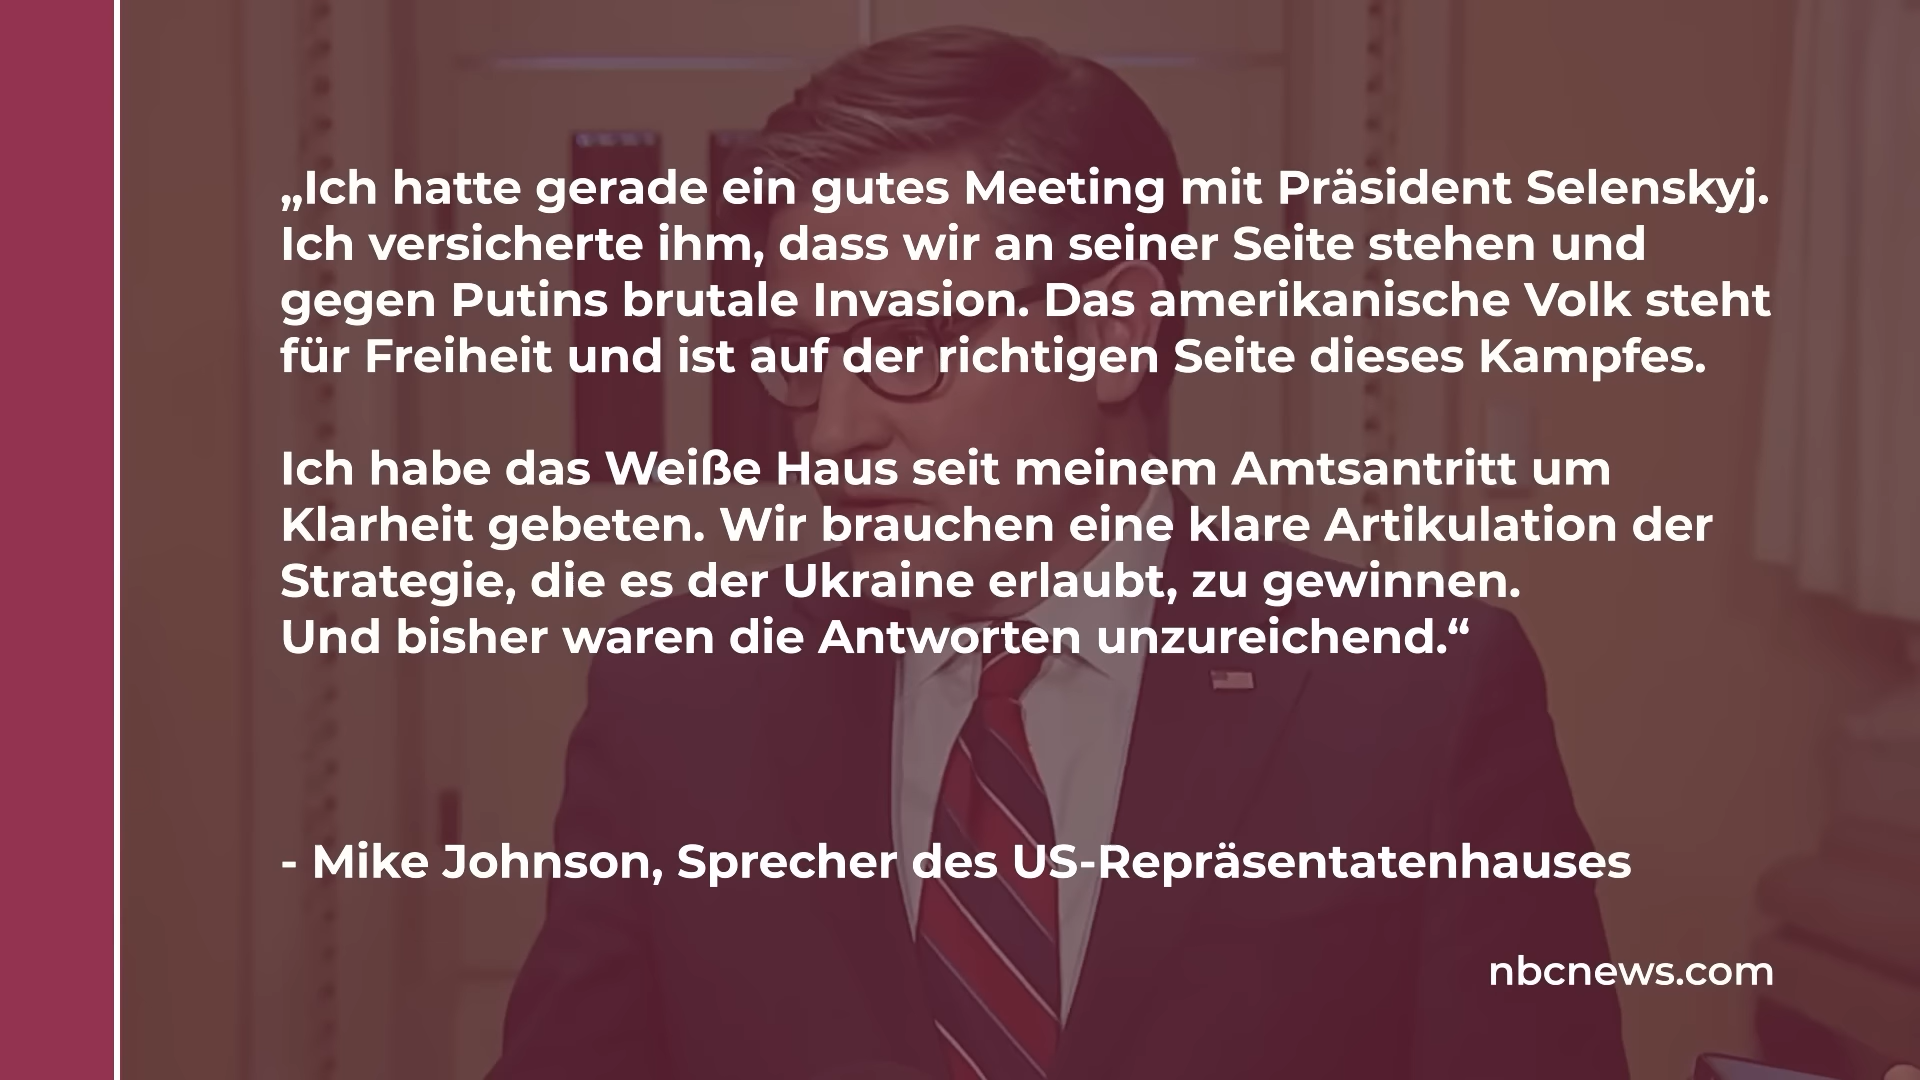 „Ich hatte gerade ein gutes Meeting mit Präsident Selenskyj.
Ich versicherte ihm, dass wir an seiner Seite stehen und
gegen Putins brutale Invasion. Das amerikanische Volk steht
für Freiheit und ist auf der richtigen Seite dieses Kampfes.
Ich habe das Weiße Haus seit meinem Amtsantritt um
Klarheit gebeten. Wir brauchen eine klare Artikulation der
Strategie, die es der Ukraine erlaubt, zu gewinnen.
Und bisher waren die Antworten unzureichend.“
- Mike Johnson, Sprecher des US-Repräsentatenhauses
nbcnews.com